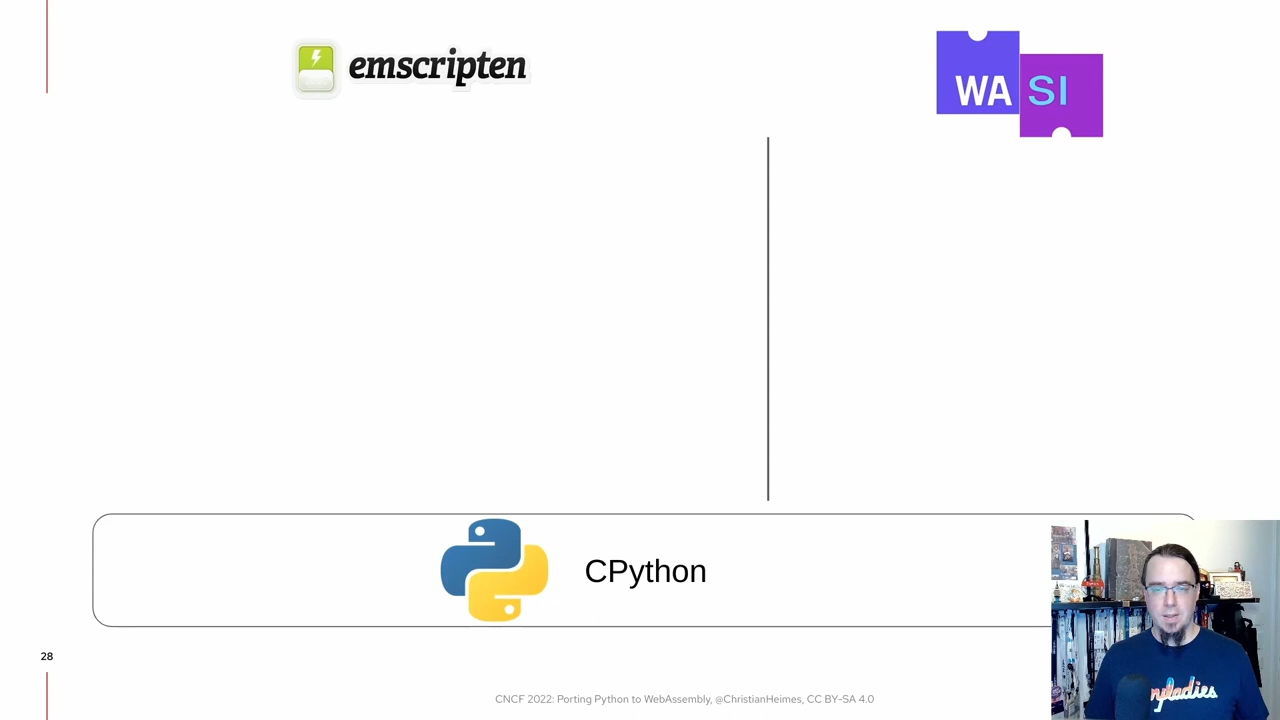 emscripten
WA SI
CPython
28
CNCF 2022: Porting Python to WebAssembly, @ChristianHeimes, CC BY-SA 4.0